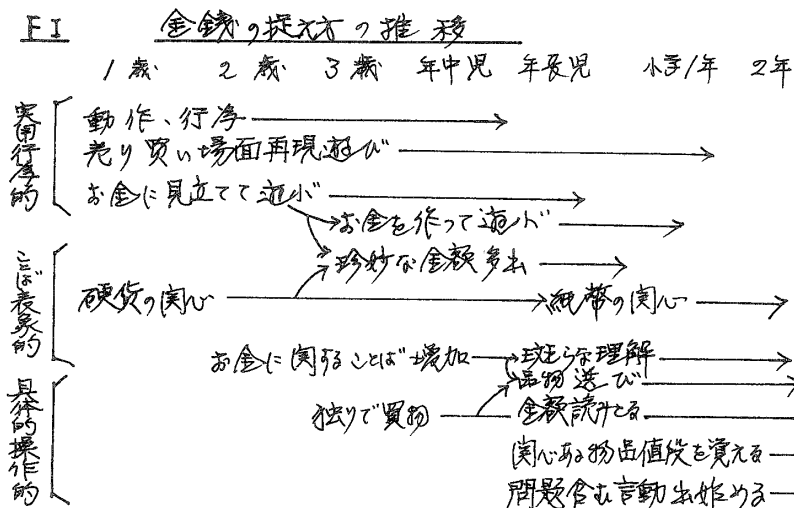 FI 金銭の捉え方の推移
1歳 2歳 3歳 年中児 年長児 小学1年 2年
実用行為的
動作、行為
売り買い場面再現遊び
お金に見立てて遊ぶ
お金を作って遊ぶ
珍妙な金額多出
ことば表象的
硬貨の関心 紙幣の関心
お金に関することば増加 斑らな理解
品物選び
具体的操作的
独りで買物 金額読みとる
関心ある物品値段を覚える
問題含む言動出始める